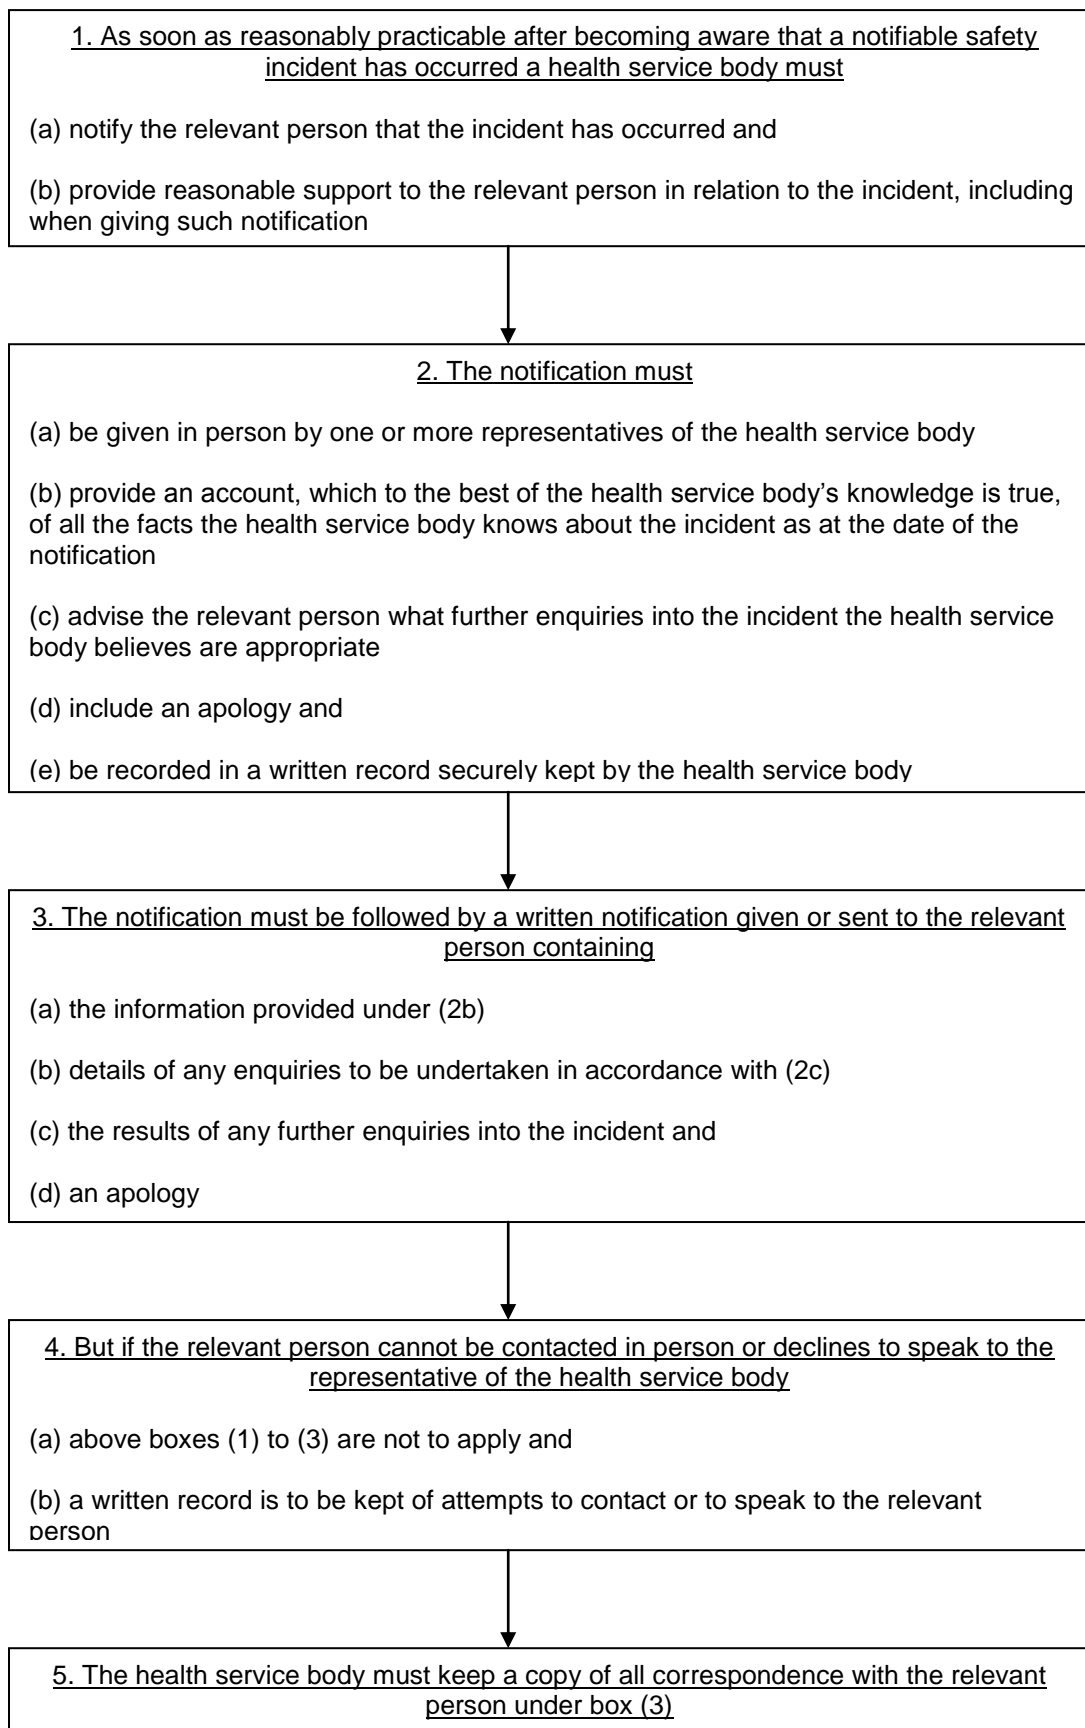 1. As soon as reasonably practicable after becoming aware that a notifiable safety
incident has occurred a health service body must
(a) notify the relevant person that the incident has occurred and
(b) provide reasonable support to the relevant person in relation to the incident, including
when giving such notification
2. The notification must
(a) be given in person by one or more representatives of the health service body
(b) provide an account, which to the best of the health service body’s knowledge is true,
of all the facts the health service body knows about the incident as at the date of the
notification
(c) advise the relevant person what further enquiries into the incident the health service
body believes are appropriate
(d) include an apology and
(e) be recorded in a written record securely kept by the health service body
3. The notification must be followed by a written notification given or sent to the relevant
person containing
(a) the information provided under (2b)
(b) details of any enquiries to be undertaken in accordance with (2c)
(c) the results of any further enquiries into the incident and
(d) an apology
4. But if the relevant person cannot be contacted in person or declines to speak to the
representative of the health service body
(a) above boxes (1) to (3) are not to apply and
(b) a written record is to be kept of attempts to contact or to speak to the relevant
person
5. The health service body must keep a copy of all correspondence with the relevant
person under box (3)